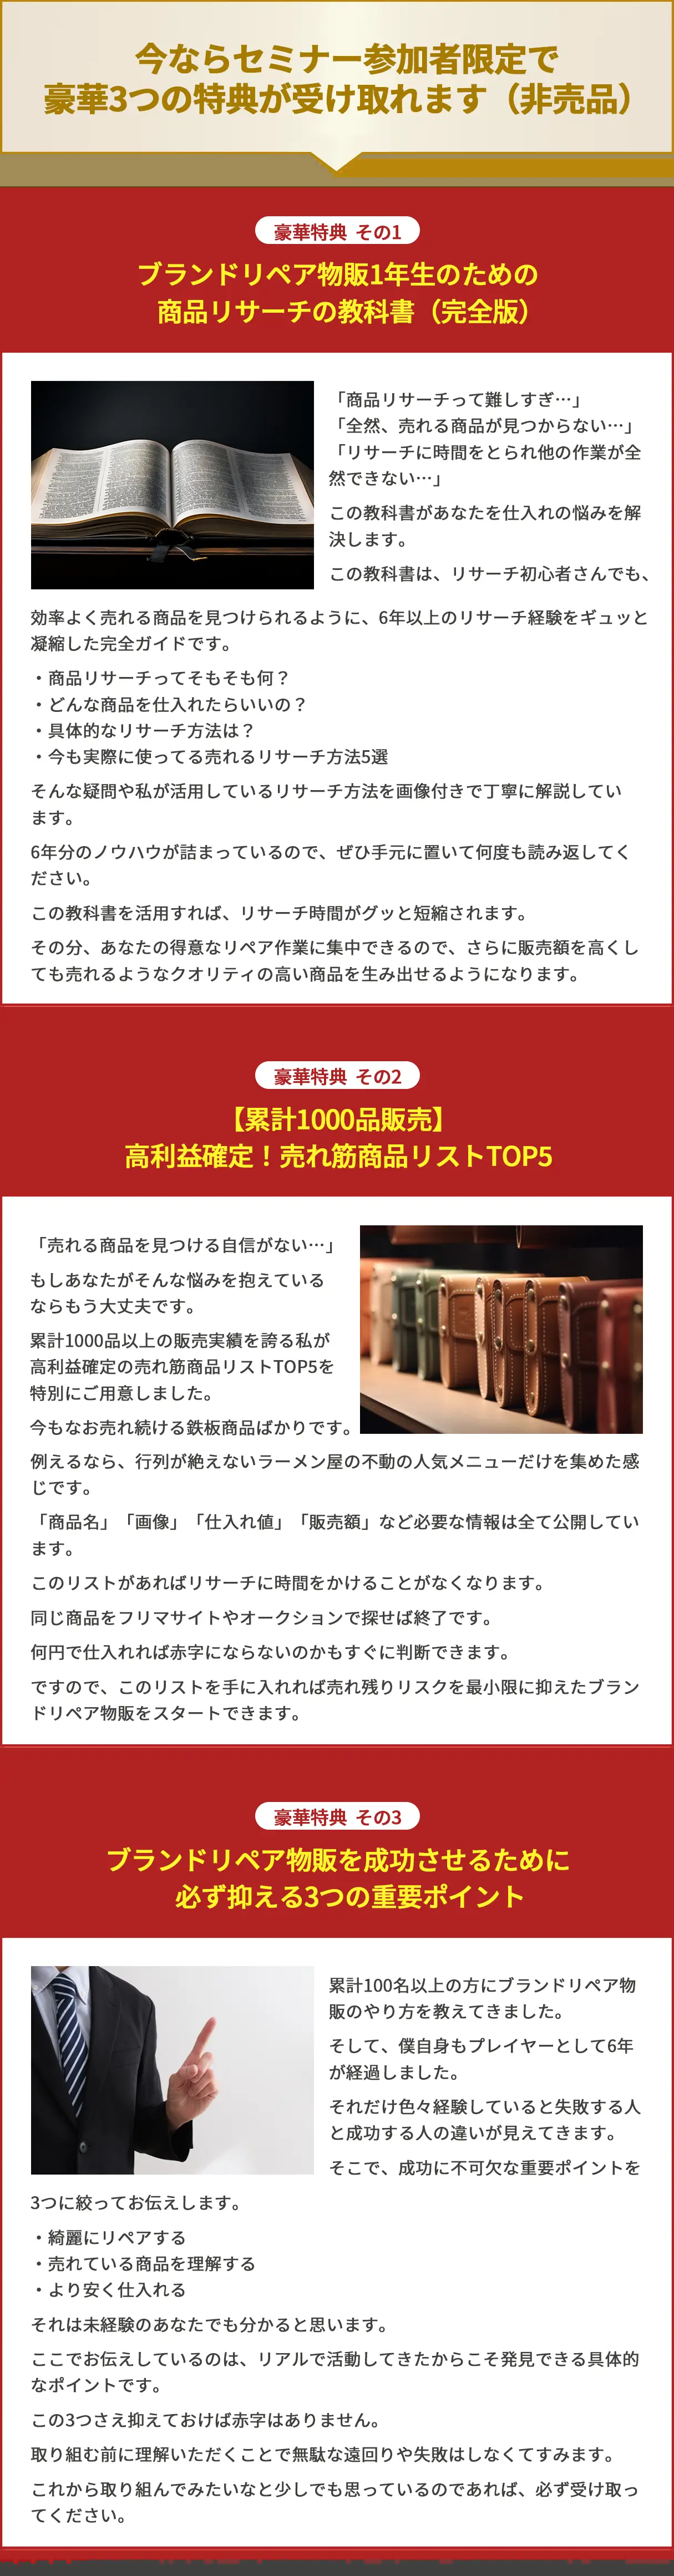 今ならセミナー参加者限定で
豪華3つの特典が受け取れます（非売品）
豪華特典 その1
ブランドリペア物販1年生のための
商品リサーチの教科書（完全版）
「商品リサーチって難しすぎ…」
「全然、売れる商品が見つからない…」
「リサーチに時間をとられ他の作業が全
然できない…」
この教科書があなたを仕入れの悩みを解
決します。
この教科書は、リサーチ初心者さんでも、
効率よく売れる商品を見つけられるように、6年以上のリサーチ経験をギュッと
凝縮した完全ガイドです。
・商品リサーチってそもそも何？
・どんな商品を仕入れたらいいの？
・具体的なリサーチ方法は？
・今も実際に使ってる売れるリサーチ方法5選
そんな疑問や私が活用しているリサーチ方法を画像付きで丁寧に解説してい
ます。
6年分のノウハウが詰まっているので、ぜひ手元に置いて何度も読み返してく
ださい。
この教科書を活用すれば、リサーチ時間がグッと短縮されます。
その分、あなたの得意なリペア作業に集中できるので、さらに販売額を高くし
ても売れるようなクオリティの高い商品を生み出せるようになります。
豪華特典 その2
【累計1000品販売】
高利益確定！売れ筋商品リストTOP5
「売れる商品を見つける自信がない…」
もしあなたがそんな悩みを抱えている
ならもう大丈夫です。
累計1000品以上の販売実績を誇る私が
高利益確定の売れ筋商品リストTOP5を
特別にご用意しました。
今もなお売れ続ける鉄板商品ばかりです。
例えるなら、行列が絶えないラーメン屋の不動の人気メニューだけを集めた感
じです。
「商品名」「画像」「仕入れ値」「販売額」など必要な情報は全て公開してい
ます。
このリストがあればリサーチに時間をかけることがなくなります。
同じ商品をフリマサイトやオークションで探せば終了です。
何円で仕入れれば赤字にならないのかもすぐに判断できます。
ですので、このリストを手に入れれば売れ残りリスクを最小限に抑えたブラン
ドリペア物販をスタートできます。
豪華特典 その3
ブランドリペア物販を成功させるために
必ず抑える3つの重要ポイント
累計100名以上の方にブランドリペア物
販のやり方を教えてきました。
そして、僕自身もプレイヤーとして6年
が経過しました。
それだけ色々経験していると失敗する人
と成功する人の違いが見えてきます。
そこで、成功に不可欠な重要ポイントを
3つに絞ってお伝えします。
・綺麗にリペアする
・売れている商品を理解する
・より安く仕入れる
それは未経験のあなたでも分かると思います。
ここでお伝えしているのは、リアルで活動してきたからこそ発見できる具体的
なポイントです。
この3つさえ抑えておけば赤字はありません。
取り組む前に理解いただくことで無駄な遠回りや失敗はしなくてすみます。
これから取り組んでみたいなと少しでも思っているのであれば、必ず受け取っ
てください。